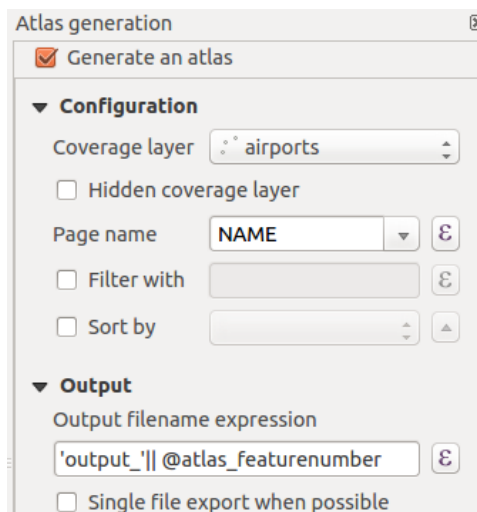 Atlas generation
Generate an atlas
Configuration
Coverage layer airports
Hidden coverage layer
Page name NAME ε
Filter with ε
Sort by
Output
Output filename expression
'output_'|| @atlas_featurenumber ε
Single file export when possible